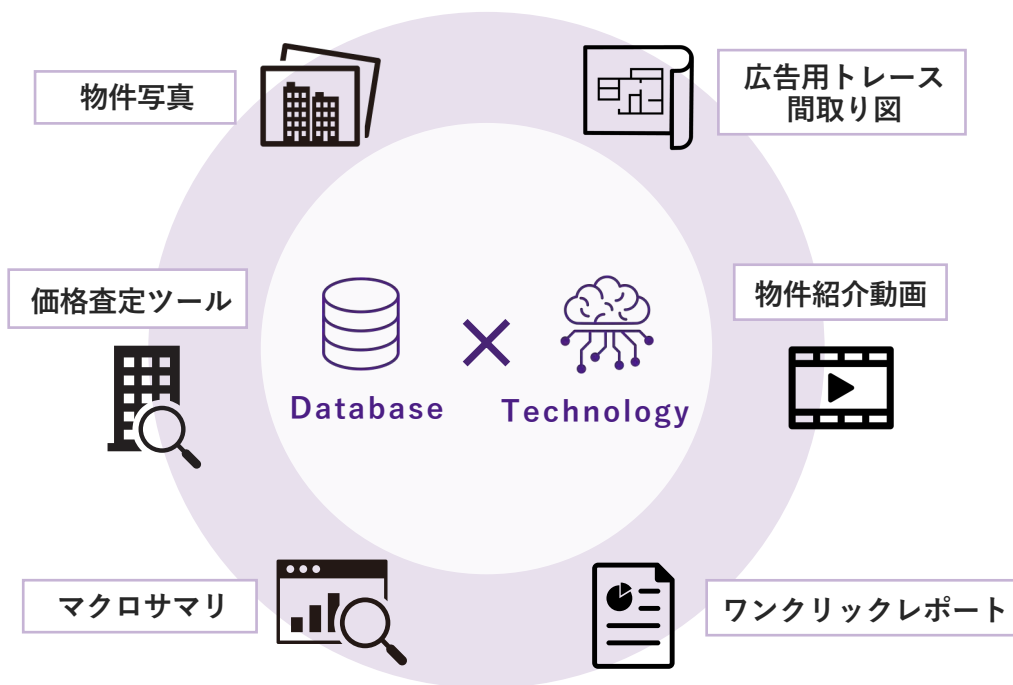 物件写真
広告用トレース
間取り図
価格査定ツール
物件紹介動画
Database
Technology
マクロサマリ
ワンクリックレポート